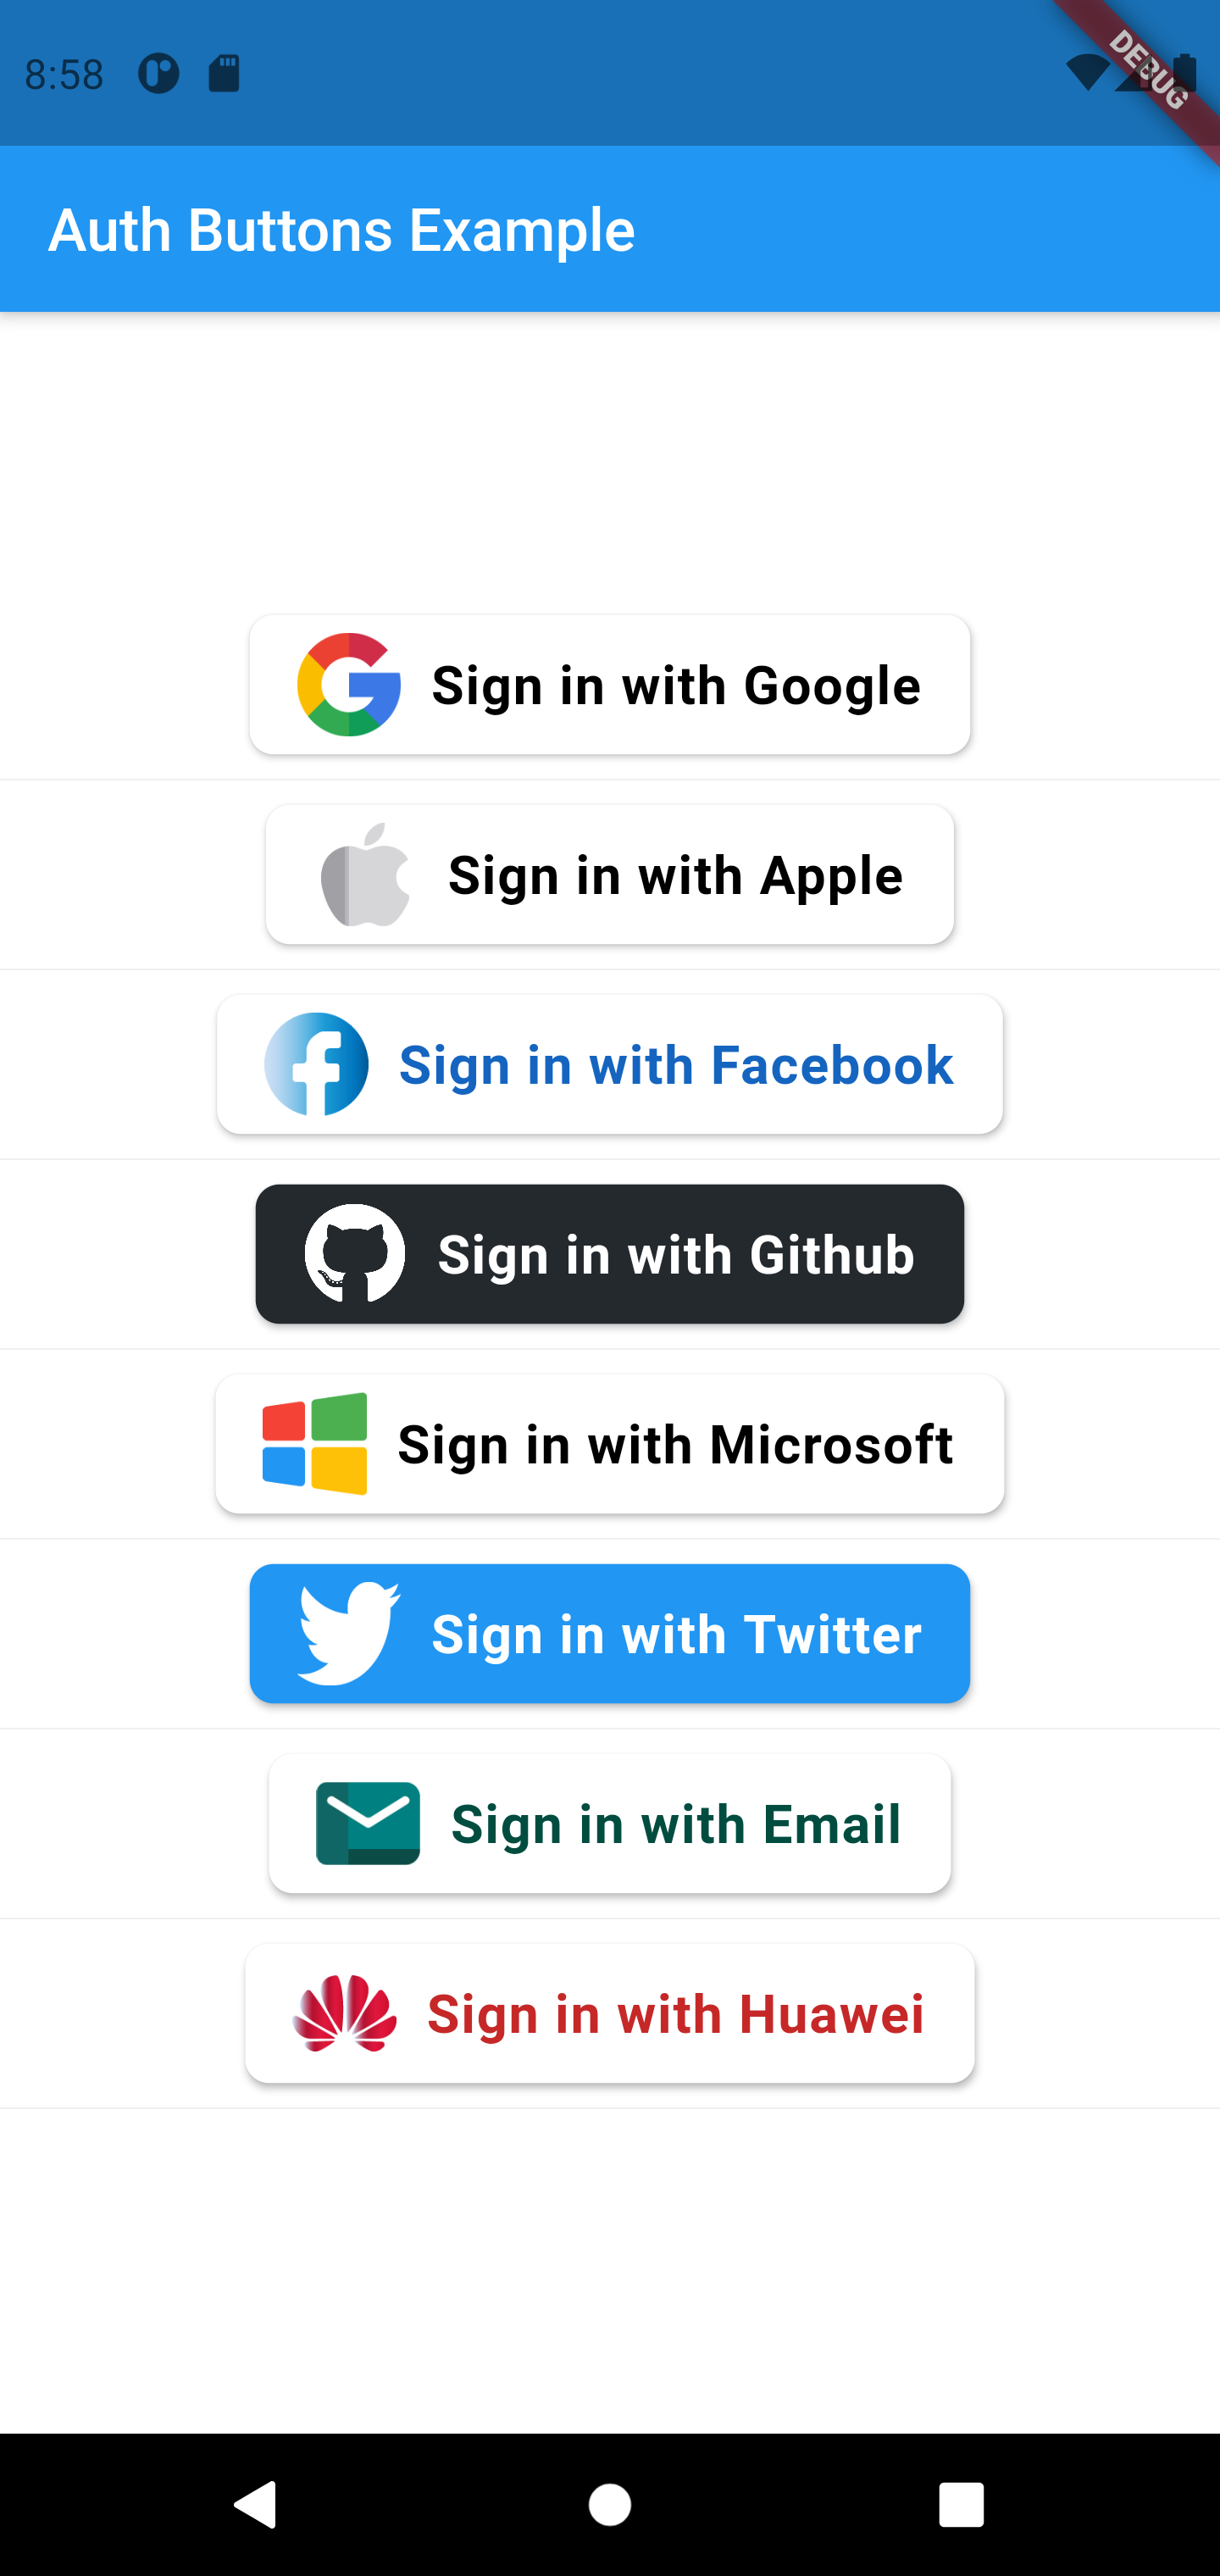 8:58
DEBUG
Auth Buttons Example
Sign in with Google
Sign in with Apple
Sign in with Facebook
Sign in with Github
Sign in with Microsoft
Sign in with Twitter
Sign in with Email
Sign in with Huawei